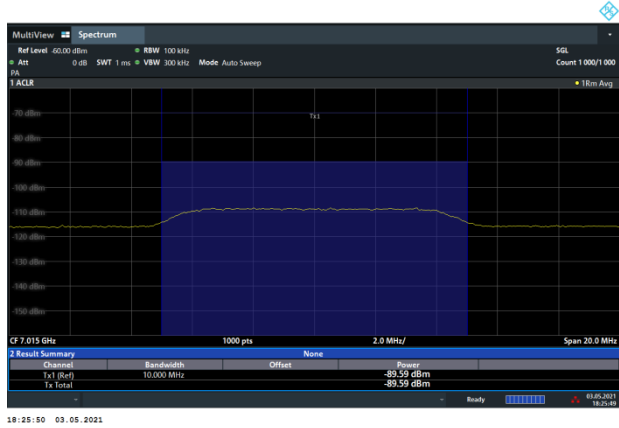 MultiView Spectrum
Ref Level -60.00 dBm RBW 100 kHz SGL
Att 0 dB SWT 1 ms VBW 300 kHz Mode Auto Sweep Count 1000/1000
PA
1 ACLR 1Rm Avg
Tx1
-70 dBm
-80 dBm
-90 dBm
-100 dBm
-110 dBm
-120 dBm
-130 dBm
-140 dBm
-150 dBm
CF 7.015 GHz 1000 pts 2.0 MHz/ Span 20.0 MHz
2 Result Summary None
Channel Bandwidth Offset Power
Tx1 (Ref) 10.000 MHz -89.59 dBm
Tx Total -89.59 dBm
Ready 03.05.2021
18:25:49
18:25:50 03.05.2021